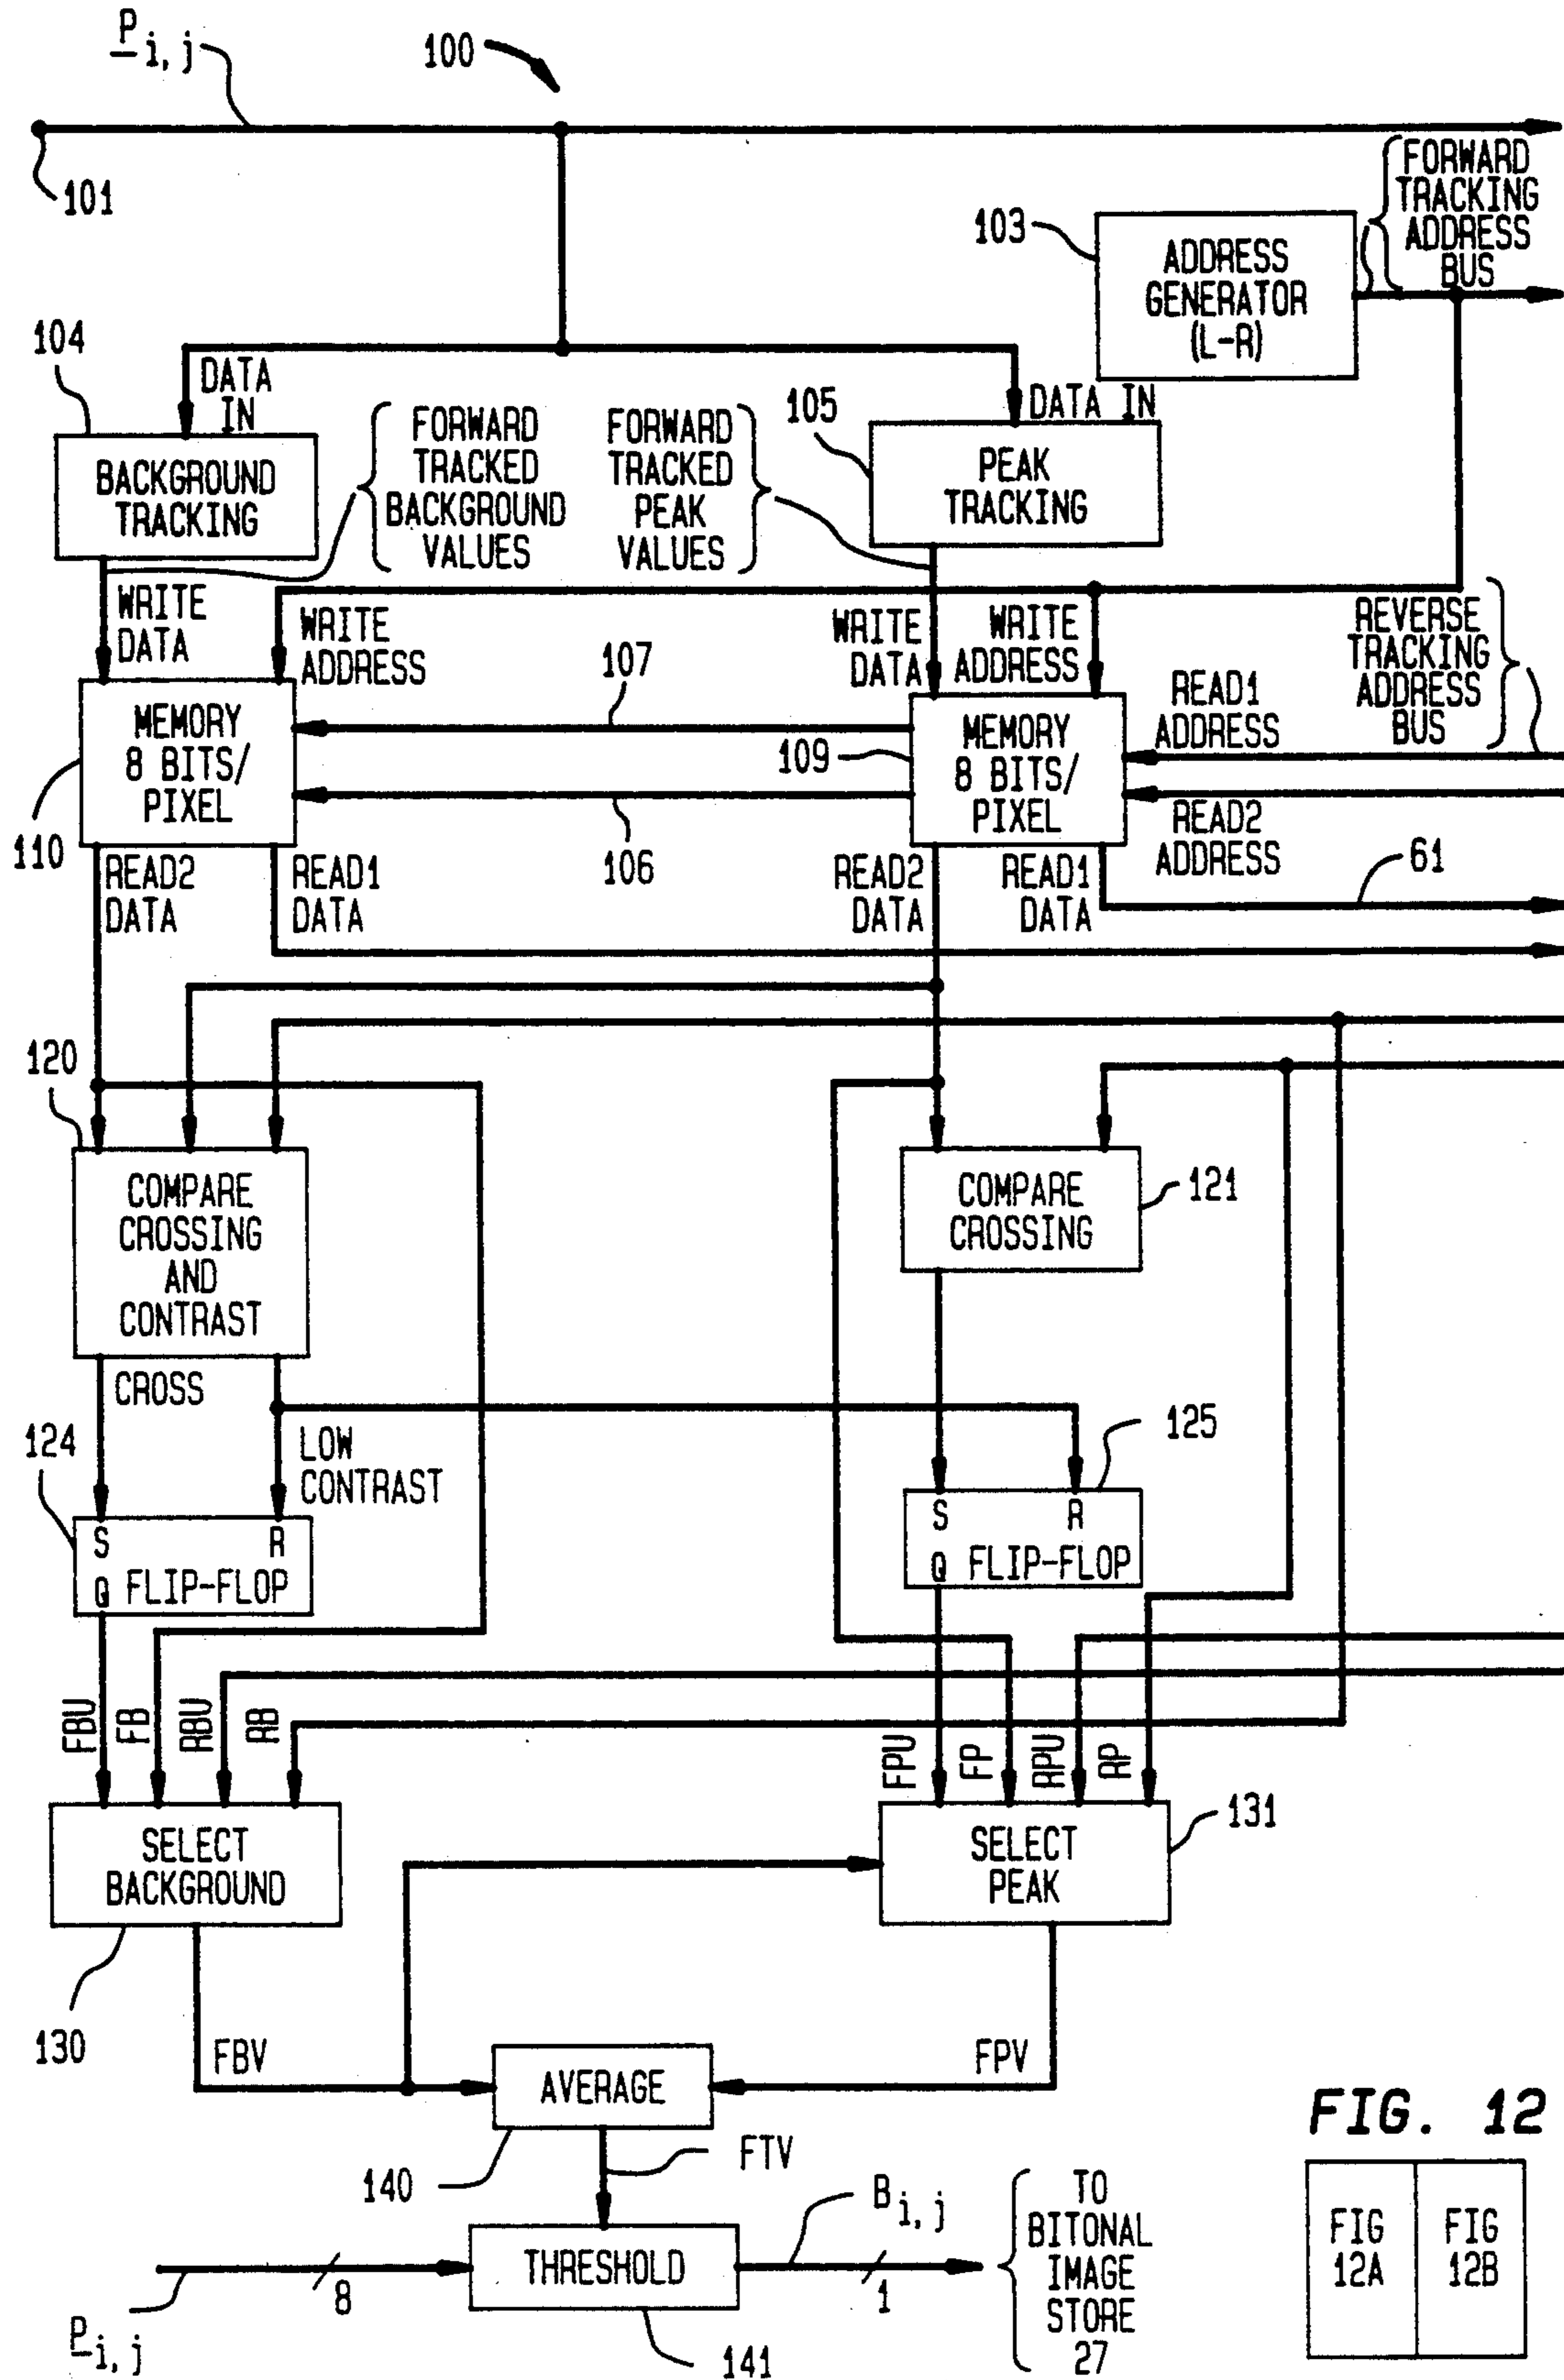 P i, j
100
101
103
ADDRESS
GENERATOR
(L-R)
FORWARD
TRACKING
ADDRESS
BUS
104
DATA
IN
BACKGROUND
TRACKING
FORWARD
TRACKED
BACKGROUND
VALUES
FORWARD
TRACKED
PEAK
VALUES
105
DATA IN
PEAK
TRACKING
WRITE
DATA
WRITE
ADDRESS
107
WRITE
DATA
WRITE
ADDRESS
REVERSE
TRACKING
ADDRESS
BUS
READ1
ADDRESS
MEMORY
8 BITS/
PIXEL
109
MEMORY
8 BITS/
PIXEL
110
106
READ2
ADDRESS
READ2
DATA
READ1
DATA
READ2
DATA
READ1
DATA
61
120
COMPARE
CROSSING
AND
CONTRAST
COMPARE
CROSSING
121
CROSS
LOW
CONTRAST
124
125
S R
Q FLIP-FLOP
S R
Q FLIP-FLOP
FBU
FB
RBU
RB
FPU
FP
RPU
RP
SELECT
BACKGROUND
SELECT
PEAK
131
130
FBV
AVERAGE
FPV
140
FTV
P i, j
8
THRESHOLD
141
B i, j
1
TO
BITONAL
IMAGE
STORE
27
FIG. 12
FIG
12A
FIG
12B